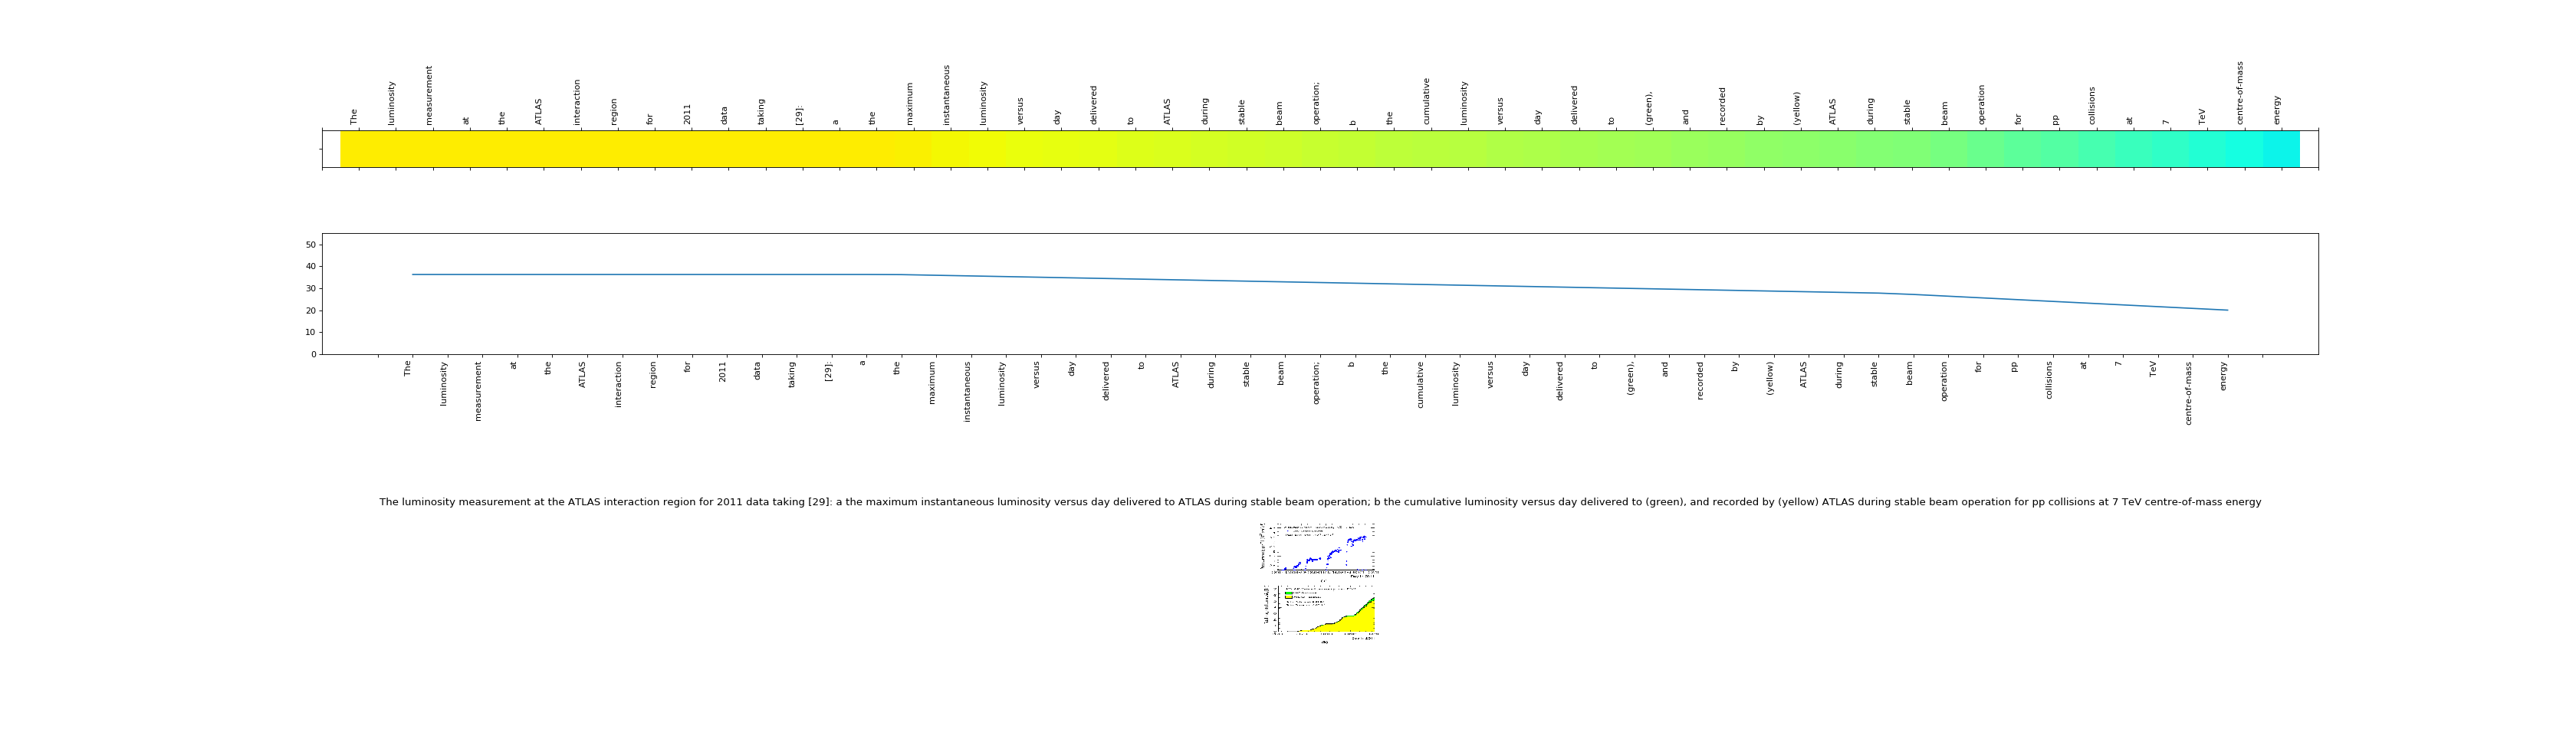 The luminosity measurement at the ATLAS interaction region for 2011 data taking [29]: a the maximum instantaneous luminosity versus day delivered to ATLAS during stable beam operation; b the cumulative luminosity versus day delivered to (green), and recorded by (yellow) ATLAS during stable beam operation for pp collisions at 7 TeV centre-of-mass energy
50
40
30
20
10
0
The luminosity measurement at the ATLAS interaction region for 2011 data taking [29]: a the maximum instantaneous luminosity versus day delivered to ATLAS during stable beam operation; b the cumulative luminosity versus day delivered to (green), and recorded by (yellow) ATLAS during stable beam operation for pp collisions at 7 TeV centre-of-mass energy
The luminosity measurement at the ATLAS interaction region for 2011 data taking [29]: a the maximum instantaneous luminosity versus day delivered to ATLAS during stable beam operation; b the cumulative luminosity versus day delivered to (green), and recorded by (yellow) ATLAS during stable beam operation for pp collisions at 7 TeV centre-of-mass energy